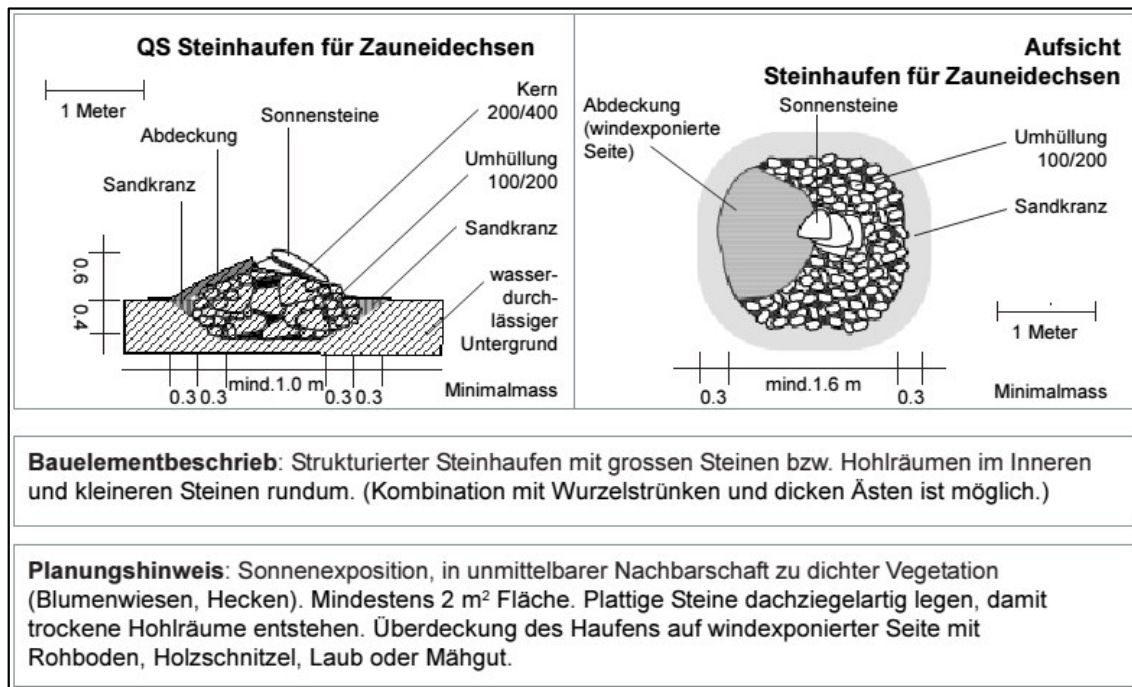 QS Steinhaufen für Zauneidechsen
1 Meter
Abdeckung
Sandkranz
Sonnensteine
Kern
200/400
Umhüllung
100/200
Sandkranz
wasser-
durch-
lässiger
Untergrund
0.6
0.4
mind.1.0 m
0.3 0.3
0.3 0.3
Minimalmass
Aufsicht
Steinhaufen für Zauneidechsen
Abdeckung
(windexponierte
Seite)
Sonnensteine
Umhüllung
100/200
Sandkranz
1 Meter
mind.1.6 m
0.3
0.3
Minimalmass
Bauelementbeschrieb: Strukturierter Steinhaufen mit grossen Steinen bzw. Hohlräumen im Inneren
und kleineren Steinen rundum. (Kombination mit Wurzelstrünken und dicken Ästen ist möglich.)
Planungshinweis: Sonnenexposition, in unmittelbarer Nachbarschaft zu dichter Vegetation
(Blumenwiesen, Hecken). Mindestens 2 m² Fläche. Plattige Steine dachziegelartig legen, damit
trockene Hohlräume entstehen. Überdeckung des Haufens auf windexponierter Seite mit
Rohboden, Holzschnitzel, Laub oder Mähgut.